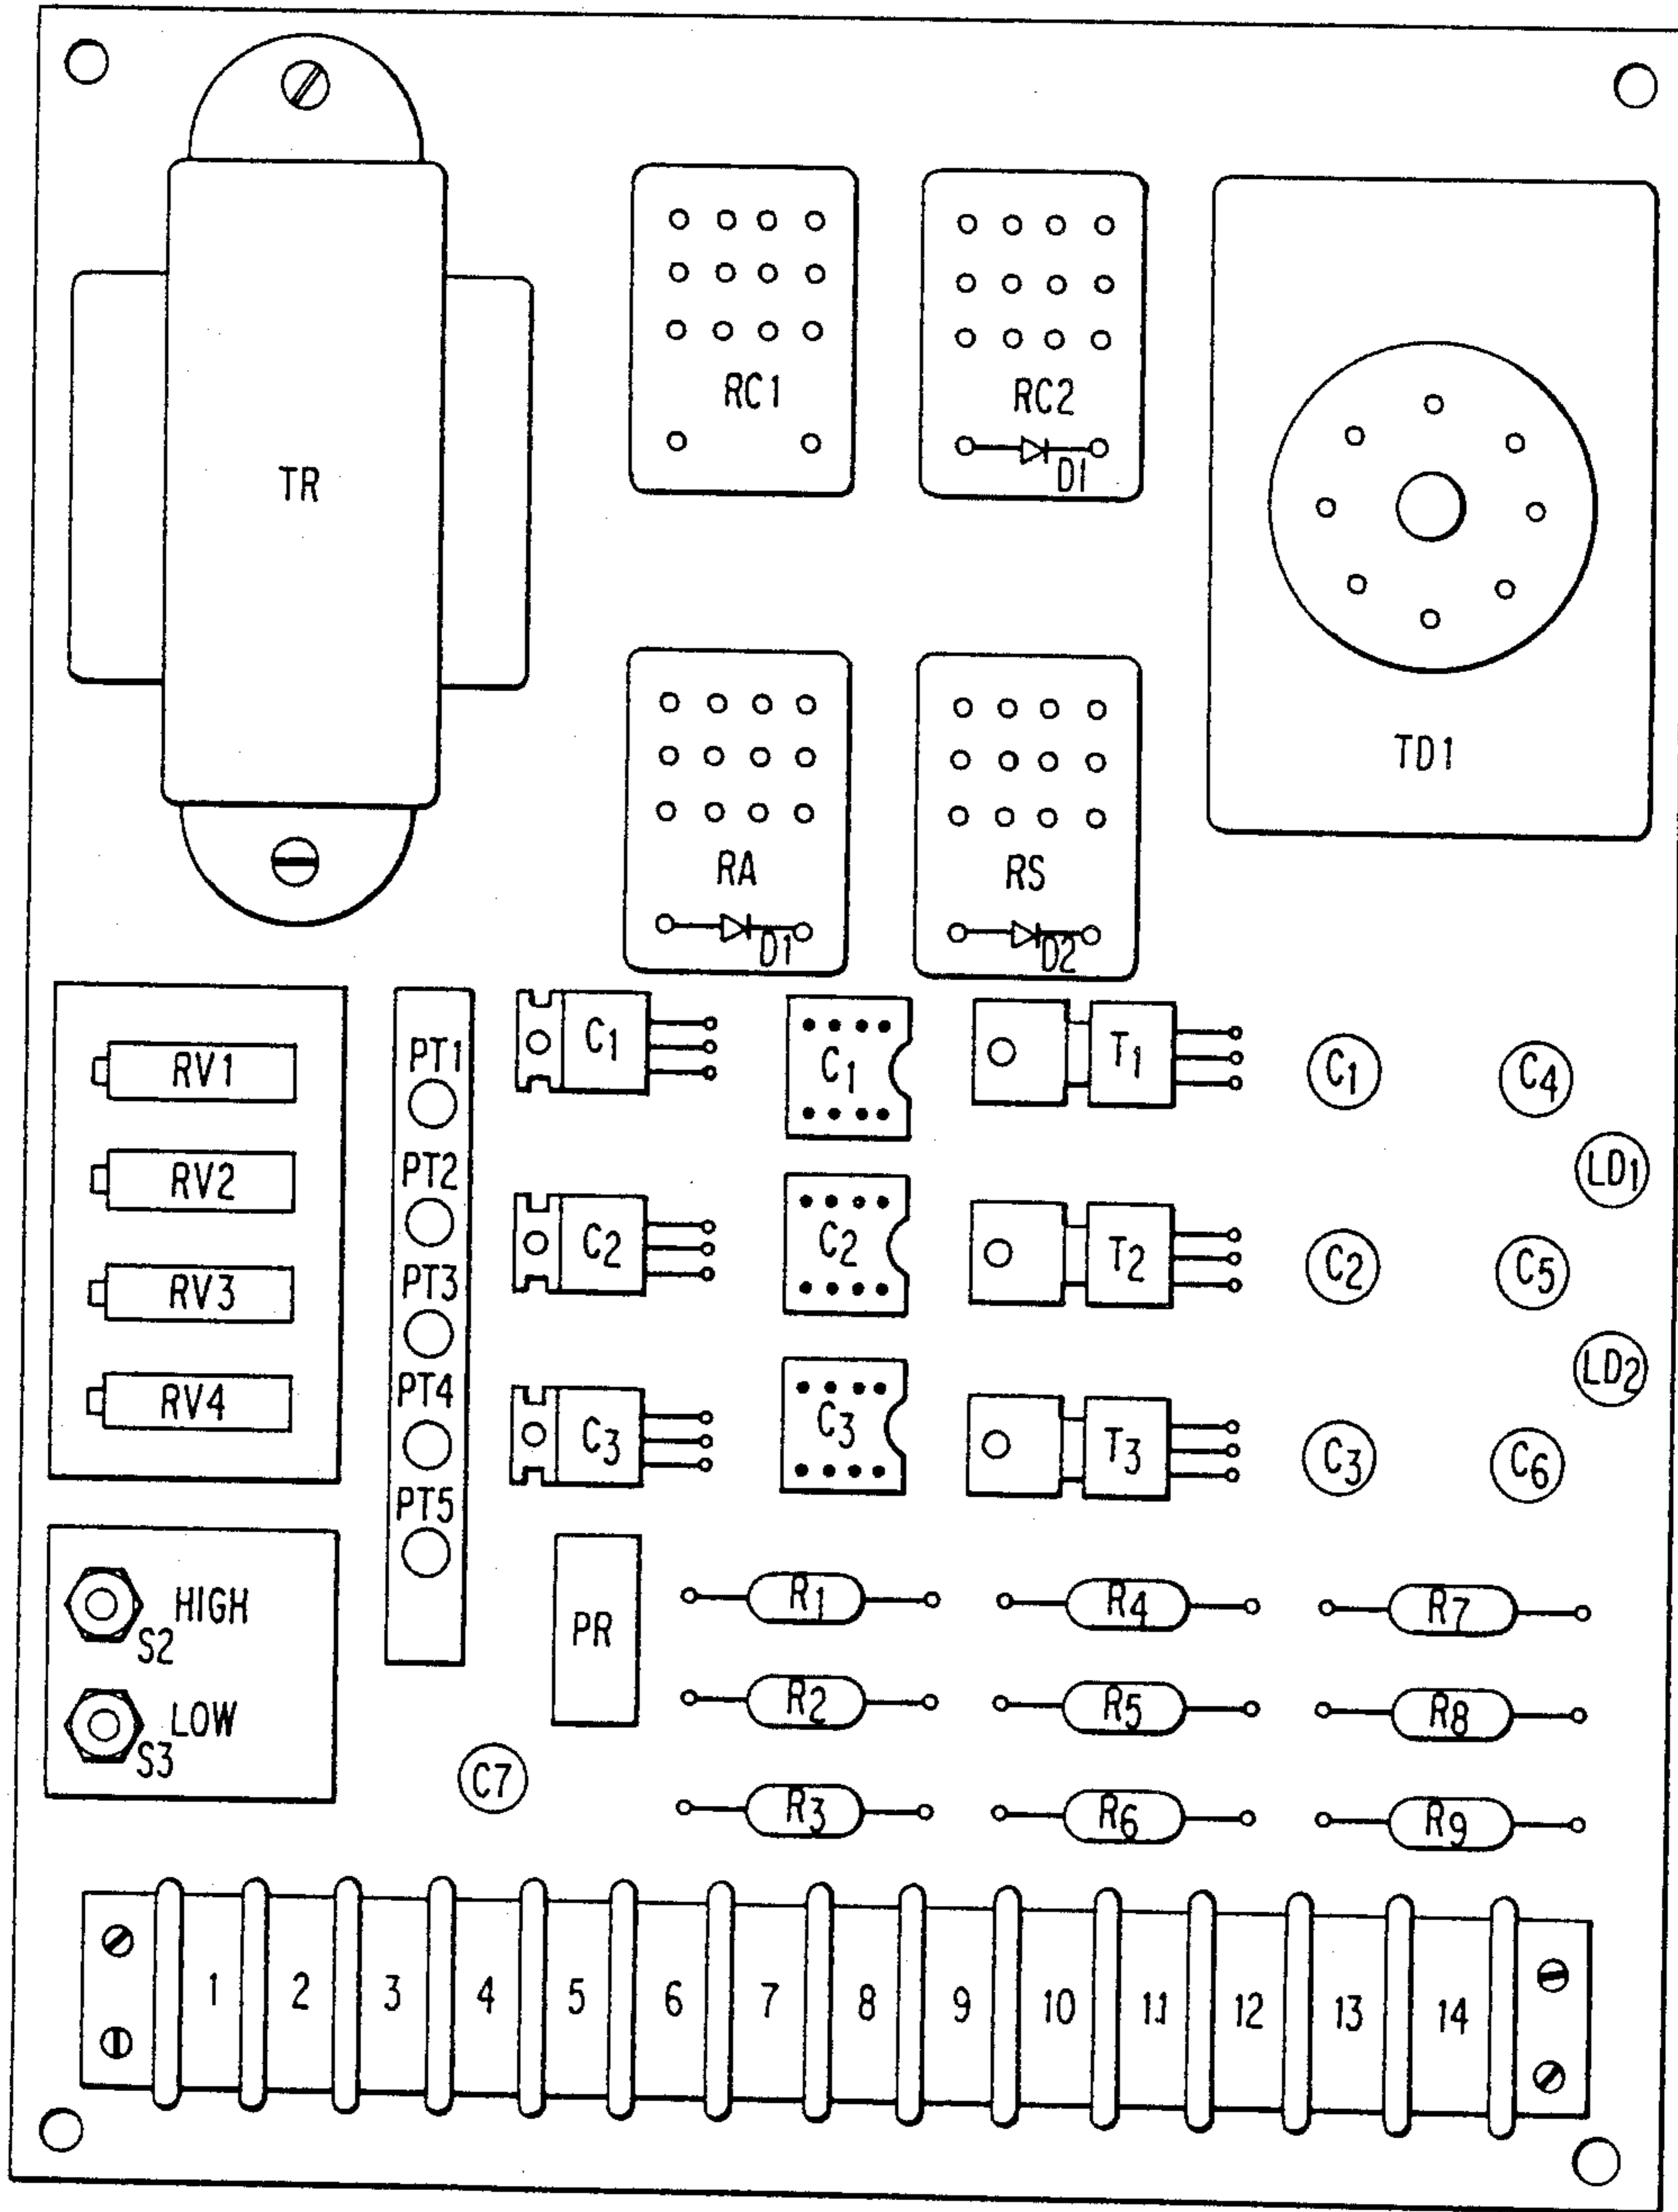 RC1
RC2
D1
TR
TD1
RA
RS
D1
D2
RV1
RV2
RV3
RV4
PT1
PT2
PT3
PT4
PT5
C1
C1
T1
C1
C4
LD1
C2
C2
T2
C2
C5
LD2
C3
C3
T3
C3
C6
HIGH
S2
LOW
S3
PR
R1
R4
R7
R2
R5
R8
C7
R3
R6
R9
1 2 3 4 5 6 7 8 9 10 11 12 13 14